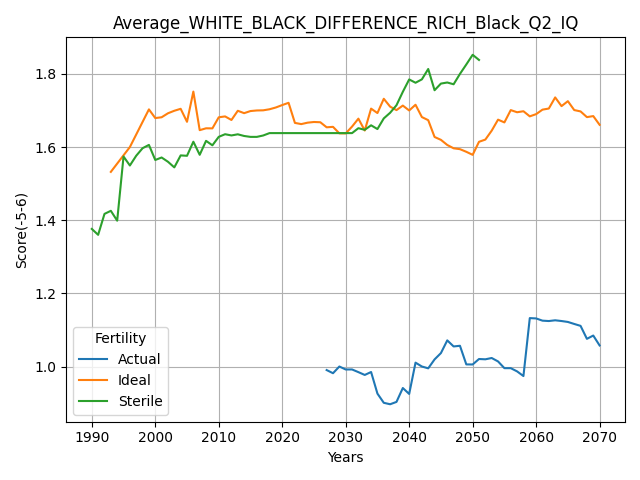 Average_WHITE_BLACK_DIFFERENCE_RICH_Black_Q2_IQ
Score(-5-6)
1.8
1.6
1.4
1.2
1.0
Fertility
Actual
Ideal
Sterile
1990 2000 2010 2020 2030 2040 2050 2060 2070
Years